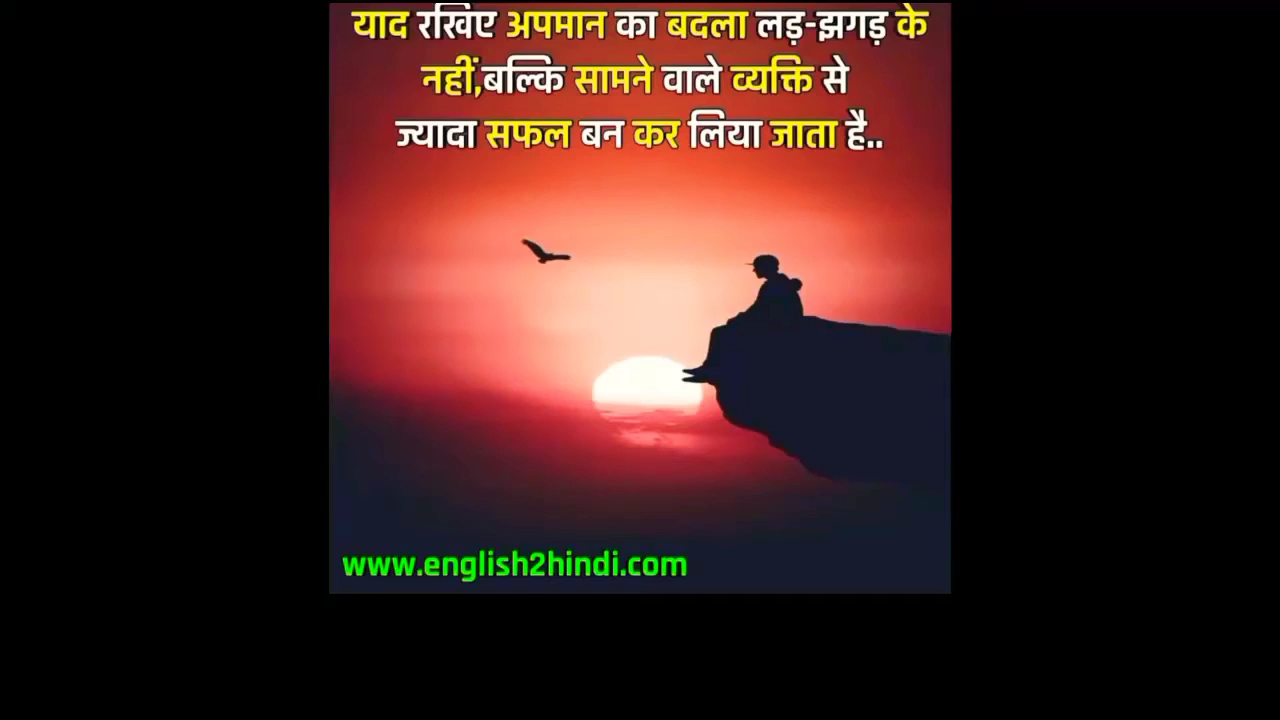 याद रखिए अपमान का बदला लड़-झगड़ के
नहीं,बल्कि सामने वाले व्यक्ति से
ज्यादा सफल बन कर लिया जाता है..
www.english2hindi.com